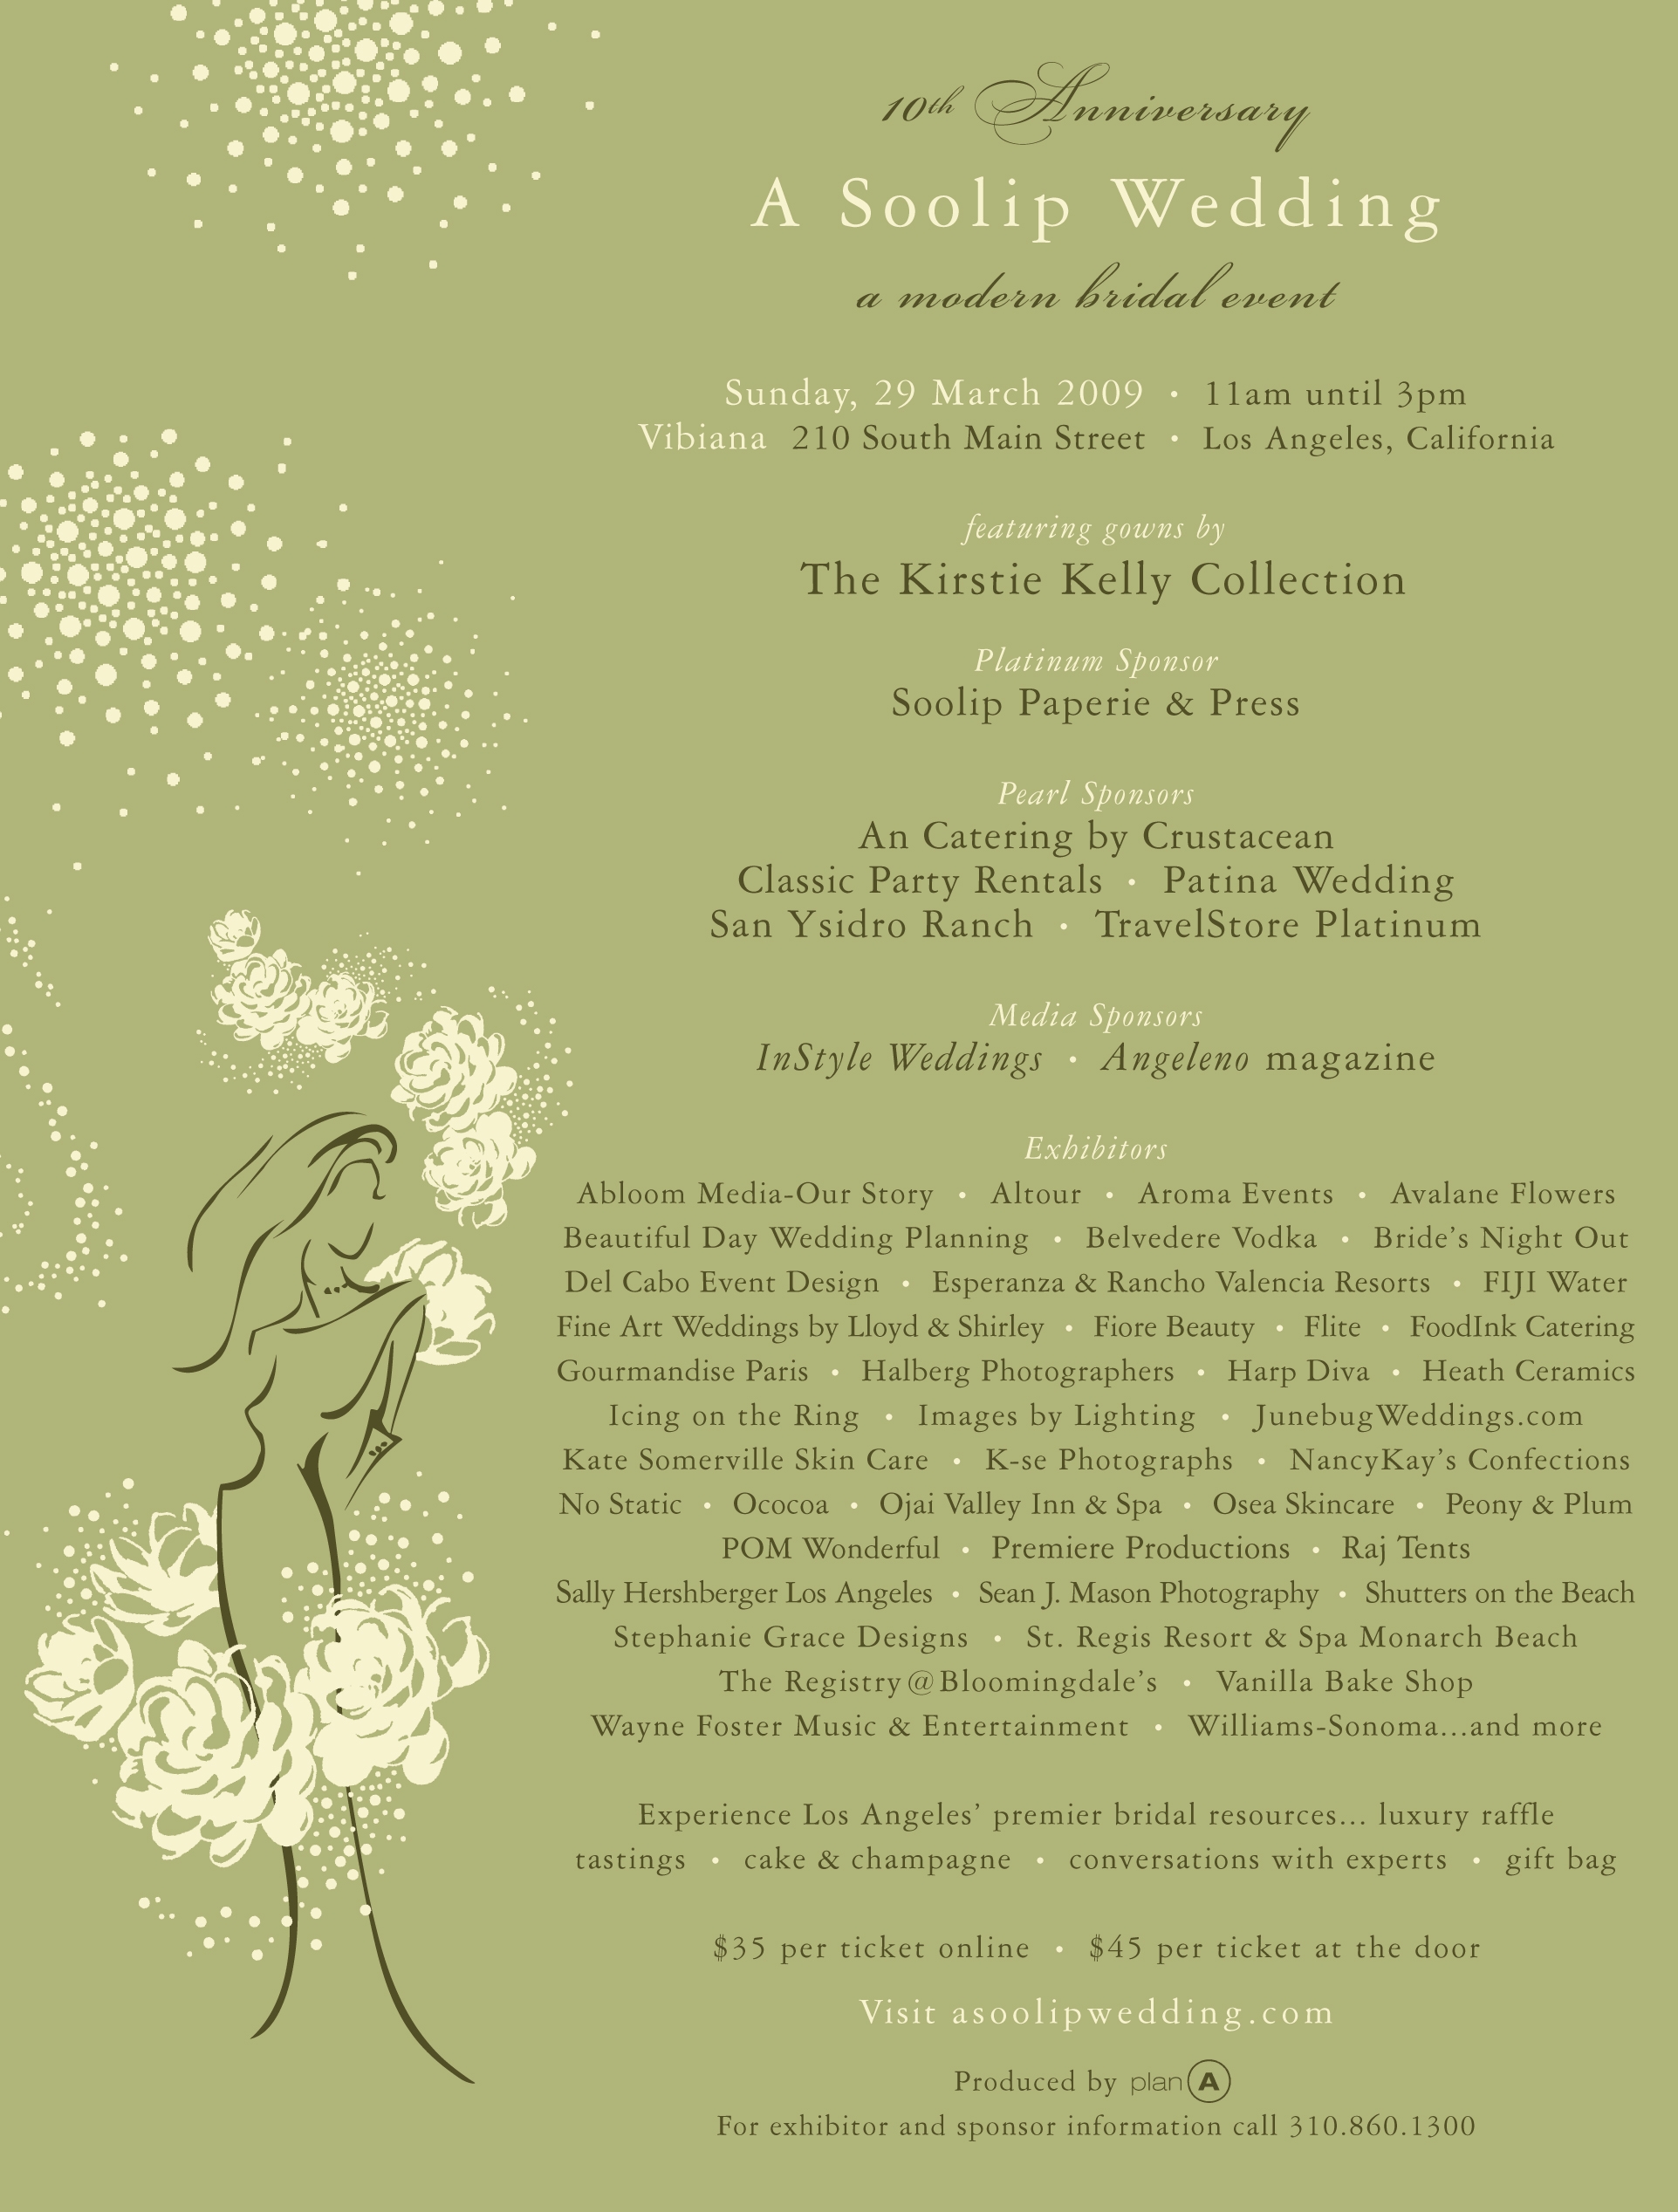 10th Anniversary
A Soolip Wedding
a modern bridal event
Sunday, 29 March 2009 • 11am until 3pm
Vibiana 210 South Main Street • Los Angeles, California
featuring gowns by
The Kirstie Kelly Collection
Platinum Sponsor
Soolip Paperie & Press
Pearl Sponsors
An Catering by Crustacean
Classic Party Rentals • Patina Wedding
San Ysidro Ranch • TravelStore Platinum
Media Sponsors
InStyle Weddings • Angeleno magazine
Exhibitors
Abloom Media-Our Story • Altour • Aroma Events • Avalane Flowers
Beautiful Day Wedding Planning • Belvedere Vodka • Bride's Night Out
Del Cabo Event Design • Esperanza & Rancho Valencia Resorts • FIJI Water
Fine Art Weddings by Lloyd & Shirley • Fiore Beauty • Flite • FoodInk Catering
Gourmandise Paris • Halberg Photographers • Harp Diva • Heath Ceramics
Icing on the Ring • Images by Lighting • JunebugWeddings.com
Kate Somerville Skin Care • K-se Photographs • NancyKay's Confections
No Static • Ococoa • Ojai Valley Inn & Spa • Osea Skincare • Peony & Plum
POM Wonderful • Premiere Productions • Raj Tents
Sally Hershberger Los Angeles • Sean J. Mason Photography • Shutters on the Beach
Stephanie Grace Designs • St. Regis Resort & Spa Monarch Beach
The Registry@Bloomingdale's • Vanilla Bake Shop
Wayne Foster Music & Entertainment • Williams-Sonoma...and more
Experience Los Angeles' premier bridal resources... luxury raffle
tastings • cake & champagne • conversations with experts • gift bag
$35 per ticket online • $45 per ticket at the door
Visit asoolipwedding.com
Produced by plan A
For exhibitor and sponsor information call 310.860.1300